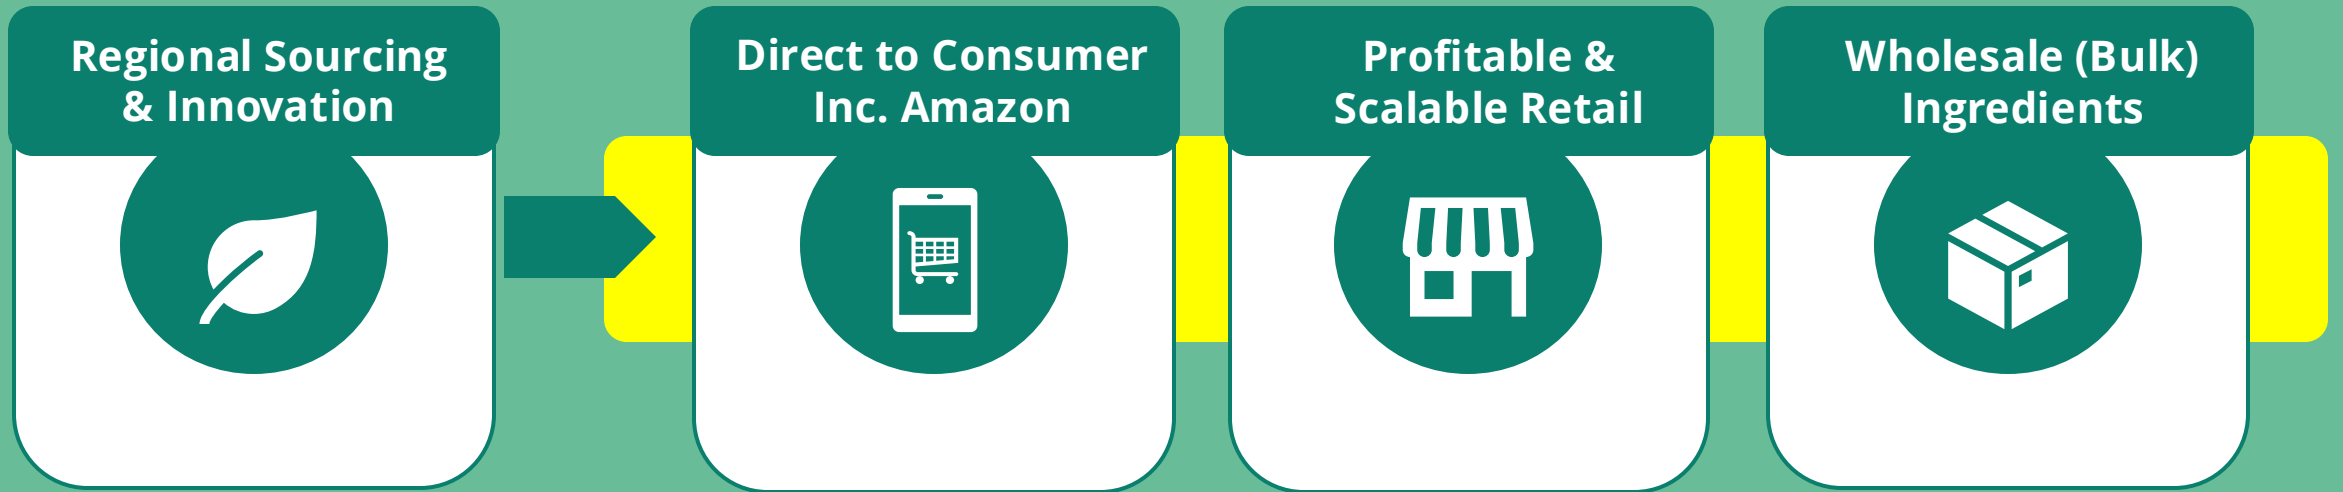 Regional Sourcing
& Innovation
Direct to Consumer
Inc. Amazon
Profitable &
Scalable Retail
Wholesale (Bulk)
Ingredients